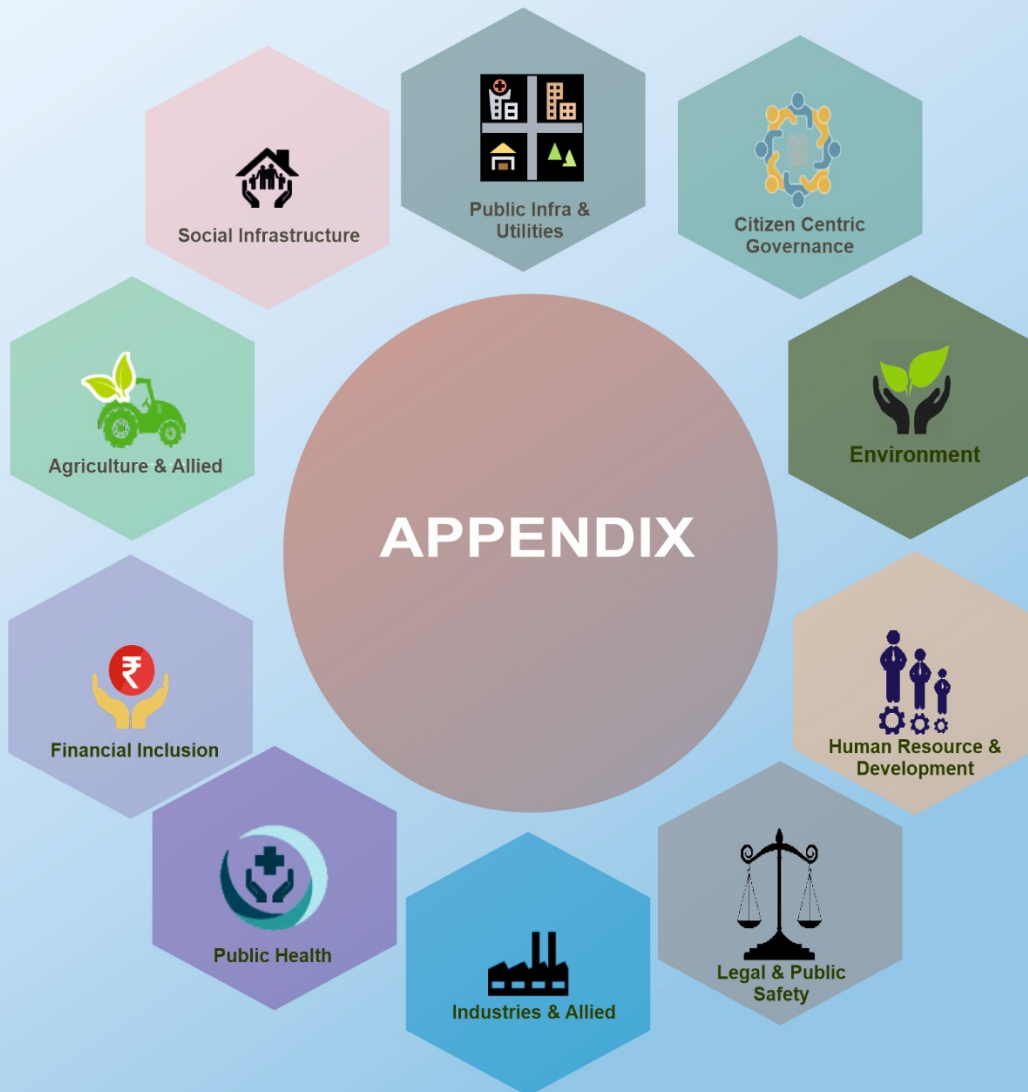 Public Infra &
Utilities
Social Infrastructure
Citizen Centric
Governance
Agriculture & Allied
Environment
APPENDIX
₹
Financial Inclusion
Human Resource &
Development
Public Health
Legal & Public
Safety
Industries & Allied